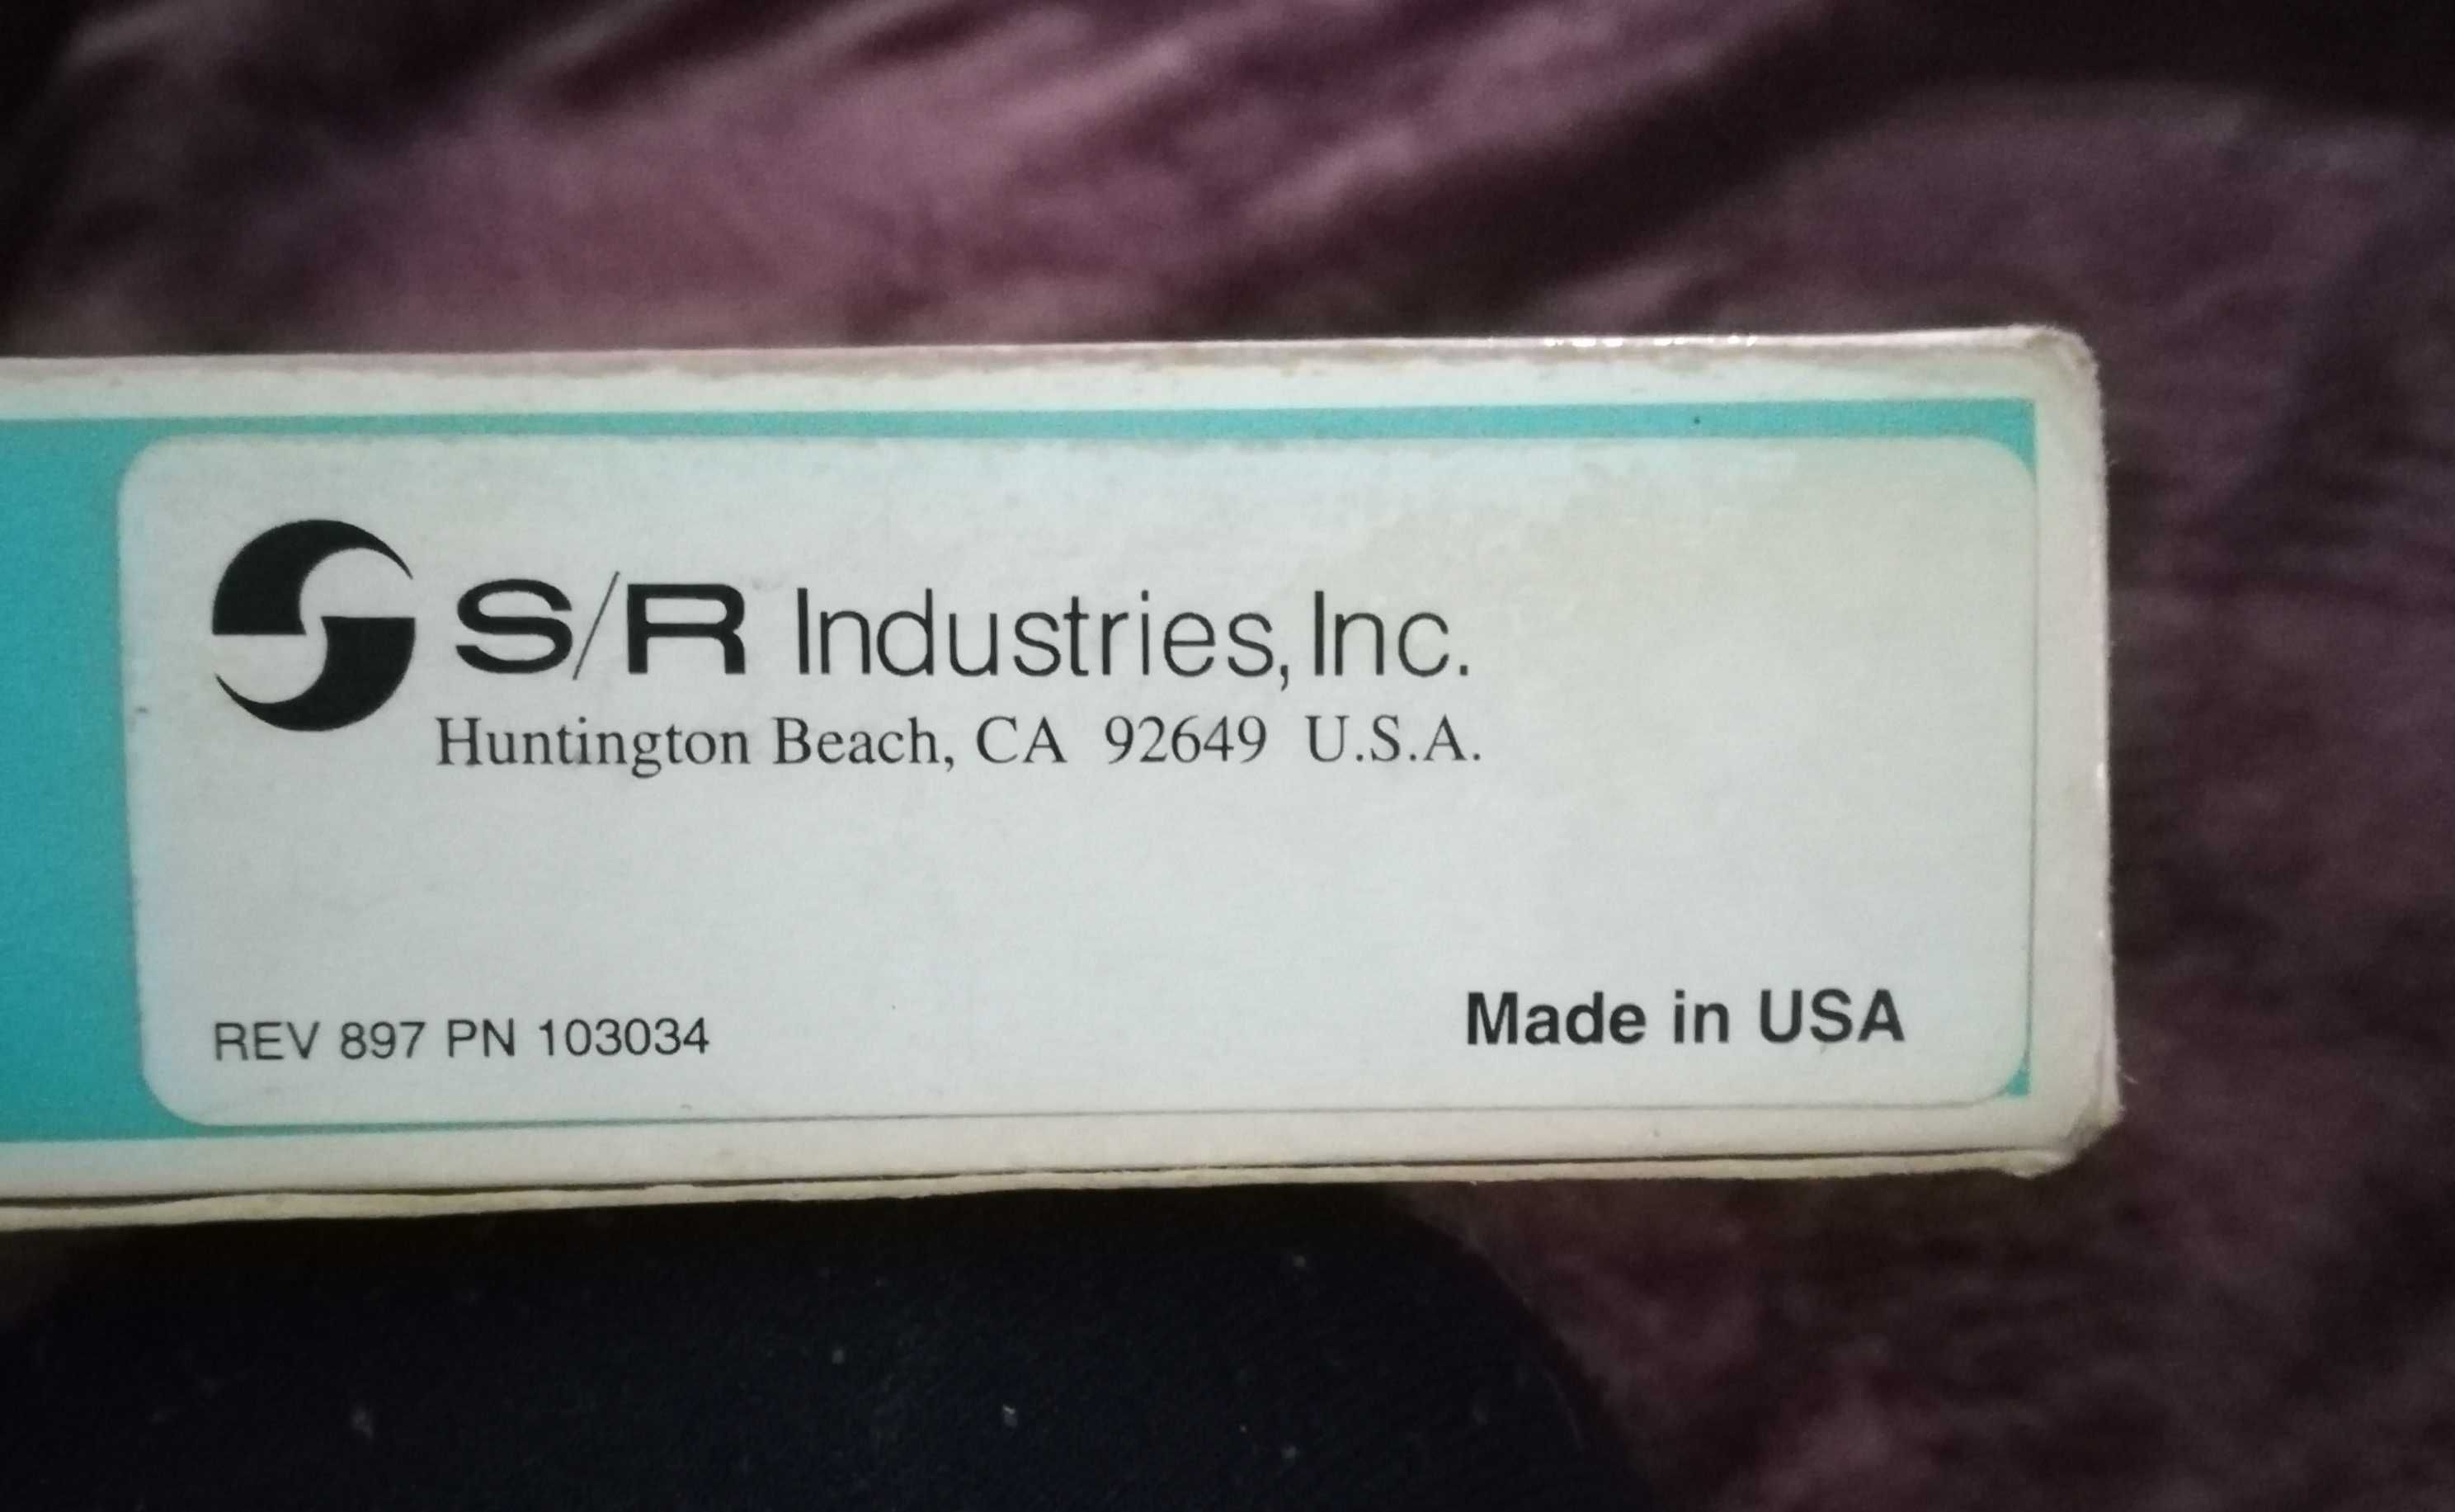 S/R Industries, Inc.
Huntington Beach, CA 92649 U.S.A.
REV 897 PN 103034
Made in USA